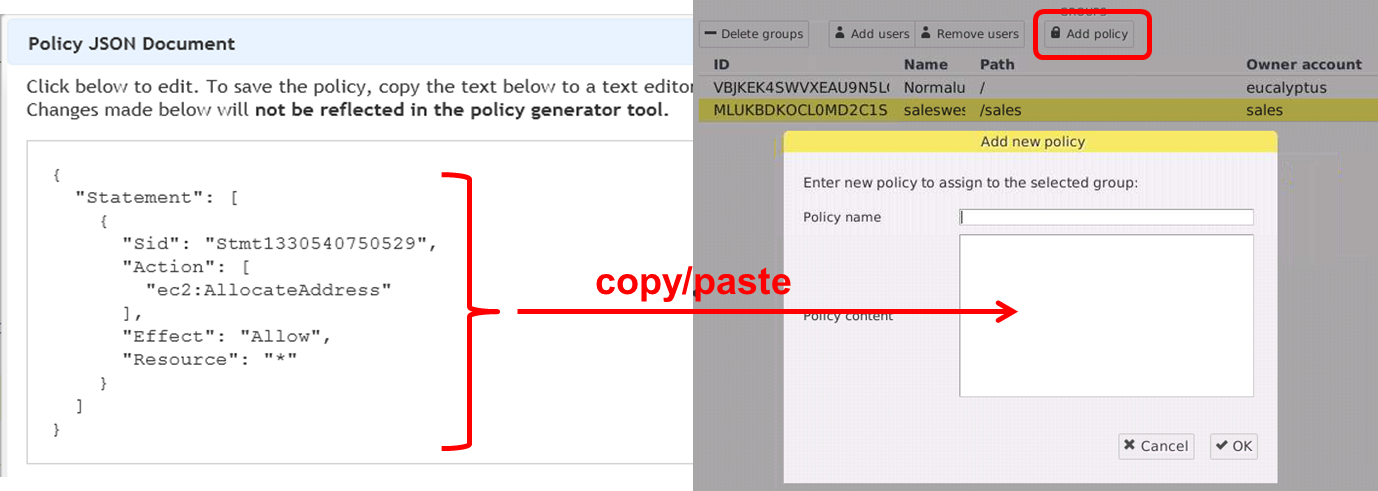 Policy JSON Document
Click below to edit. To save the policy, copy the text below to a text editor
Changes made below will not be reflected in the policy generator tool.
{
"Statement": [
{
"Sid": "Stmt1330540750529",
"Action": [
"ec2:AllocateAddress"
],
"Effect": "Allow",
"Resource": "*"
}
]
}
copy/paste
GROUPS
Delete groups Add users Remove users Add policy
ID Name Path Owner account
VBJKEK4SWVXEAU9N5L Normalu / eucalyptus
MLUKBDKOCL0MD2C1S saleswes /sales sales
Add new policy
Enter new policy to assign to the selected group:
Policy name
Policy content
Cancel OK